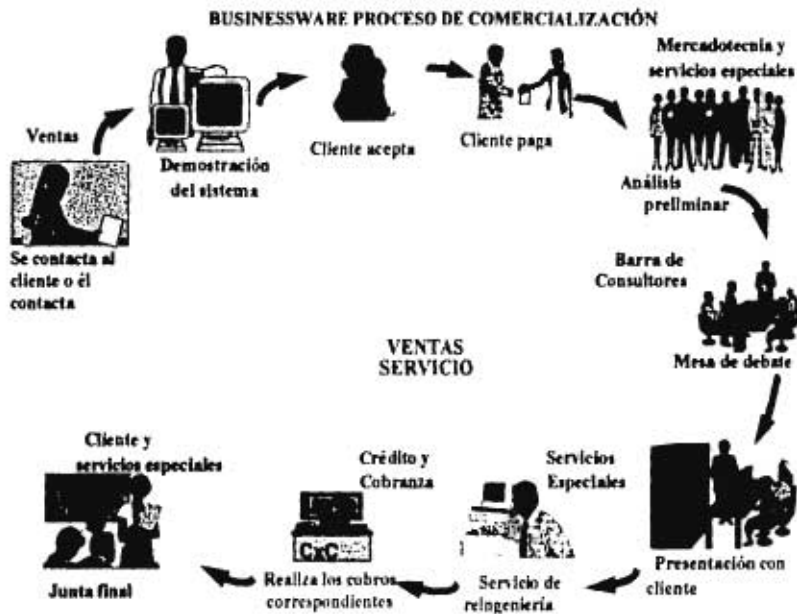 BUSINESSWARE PROCESO DE COMERCIALIZACIÓN
Ventas
Se contacta al
cliente o él
contacta
Demostración
del sistema
Cliente acepta
Cliente paga
Mercadotecnia y
servicios especiales
Análisis
preliminar
Barra de
Consultores
Mesa de debate
VENTAS
SERVICIO
Presentación con
cliente
Servicios
Especiales
Servicio de
reingeniería
Crédito y
Cobranza
CxC
Realiza los cobros
correspondientes
Cliente y
servicios especiales
Junta final